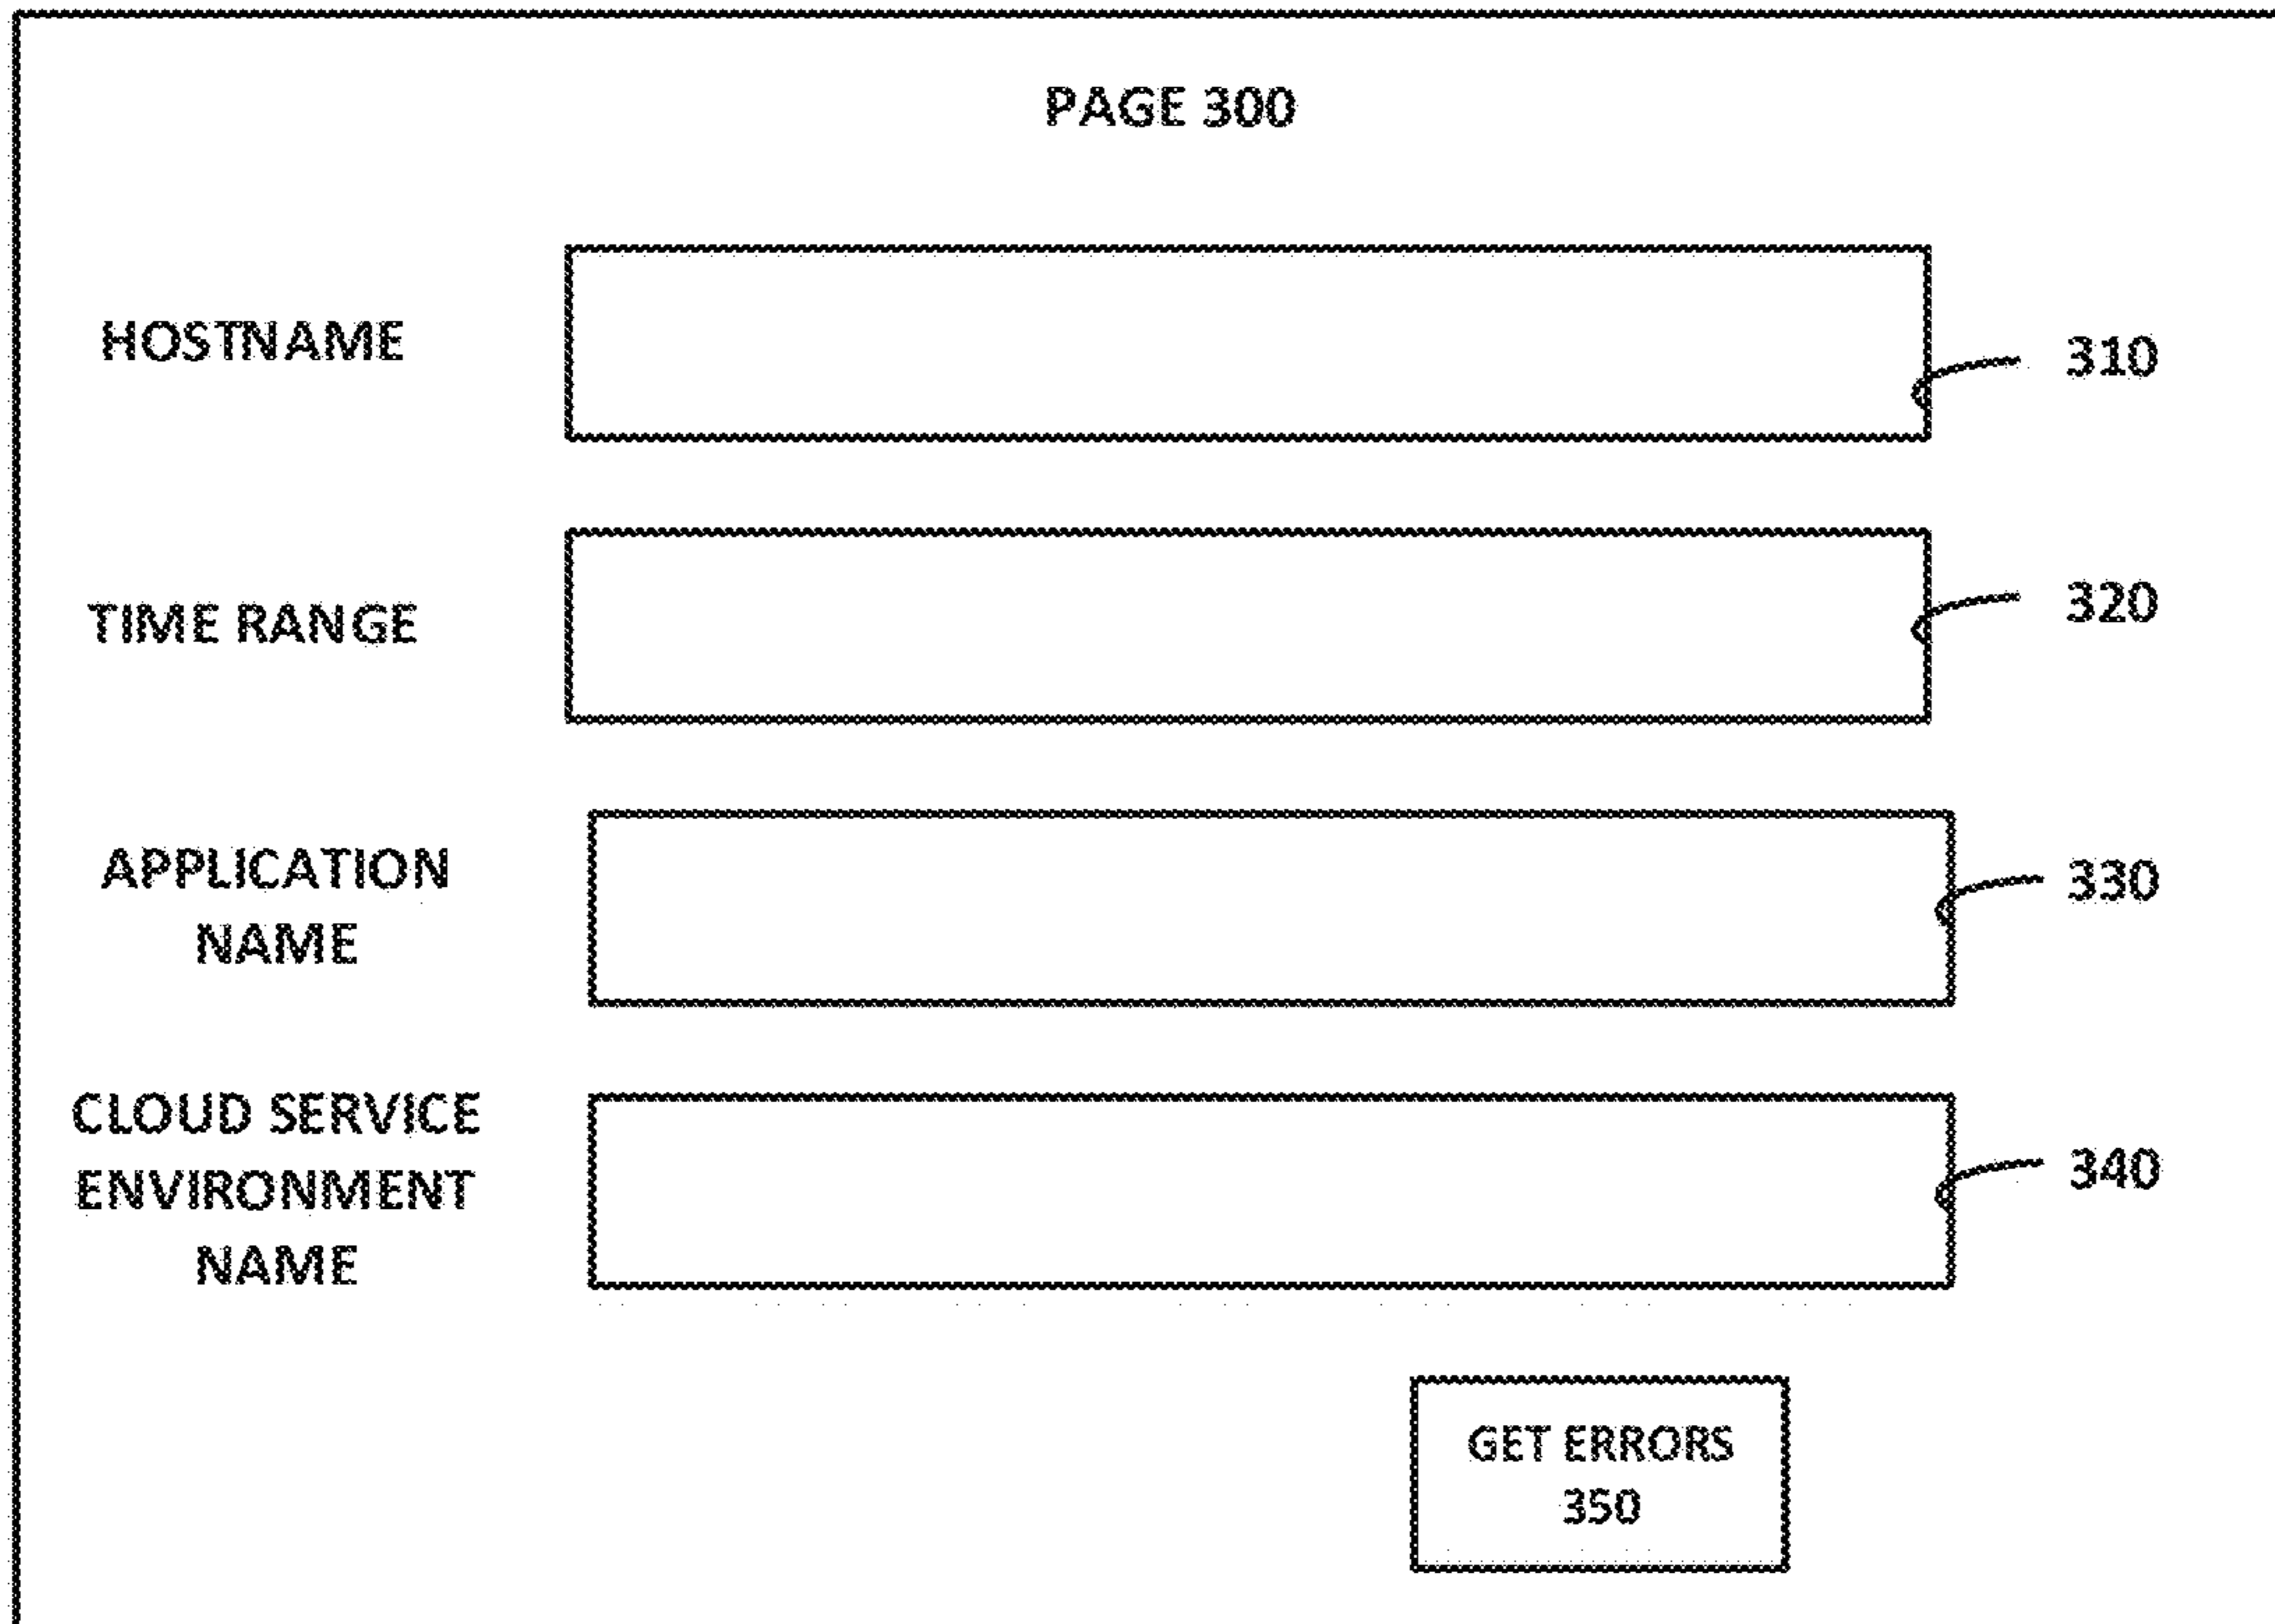 PAGE 300
HOSTNAME
310
TIME RANGE
320
APPLICATION
NAME
330
CLOUD SERVICE
ENVIRONMENT
NAME
340
GET ERRORS
350